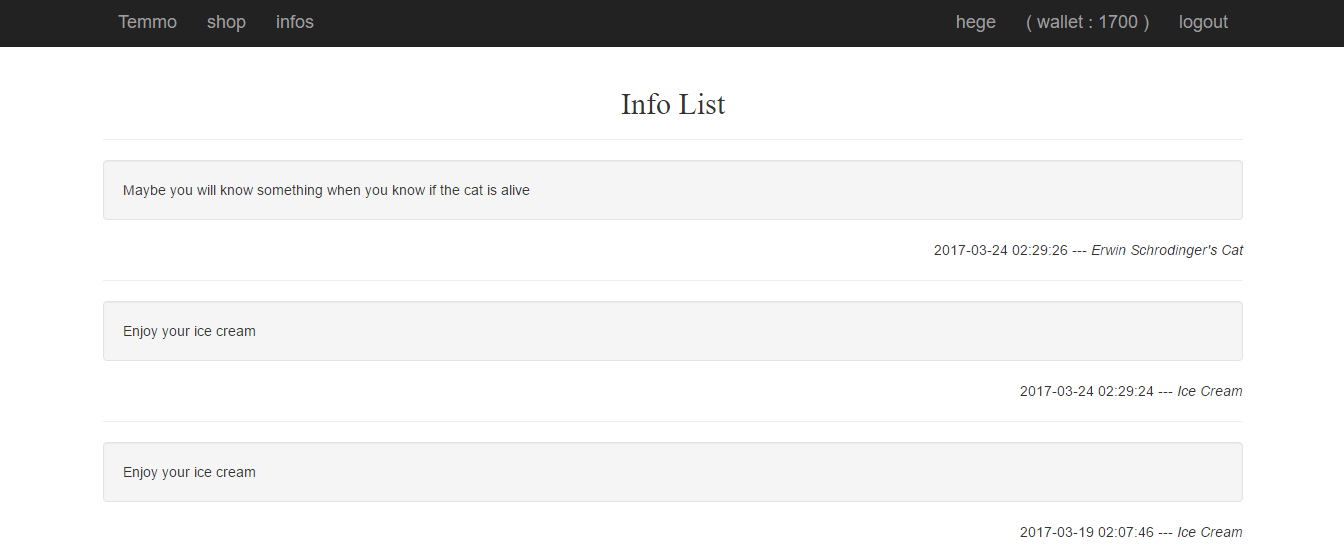 Temmo shop infos hege ( wallet : 1700 ) logout
Info List
Maybe you will know something when you know if the cat is alive
2017-03-24 02:29:26 --- Erwin Schrodinger's Cat
Enjoy your ice cream
2017-03-24 02:29:24 --- Ice Cream
Enjoy your ice cream
2017-03-19 02:07:46 --- Ice Cream